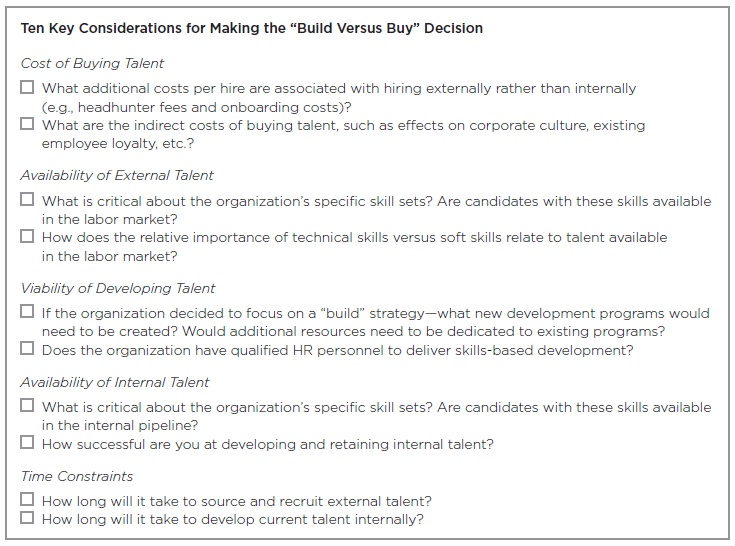 Ten Key Considerations for Making the “Build Versus Buy” Decision
Cost of Buying Talent
What additional costs per hire are associated with hiring externally rather than internally
(e.g., headhunter fees and onboarding costs)?
What are the indirect costs of buying talent, such as effects on corporate culture, existing
employee loyalty, etc.?
Availability of External Talent
What is critical about the organization’s specific skill sets? Are candidates with these skills available
in the labor market?
How does the relative importance of technical skills versus soft skills relate to talent available
in the labor market?
Viability of Developing Talent
If the organization decided to focus on a “build” strategy—what new development programs would
need to be created? Would additional resources need to be dedicated to existing programs?
Does the organization have qualified HR personnel to deliver skills-based development?
Availability of Internal Talent
What is critical about the organization’s specific skill sets? Are candidates with these skills available
in the internal pipeline?
How successful are you at developing and retaining internal talent?
Time Constraints
How long will it take to source and recruit external talent?
How long will it take to develop current talent internally?